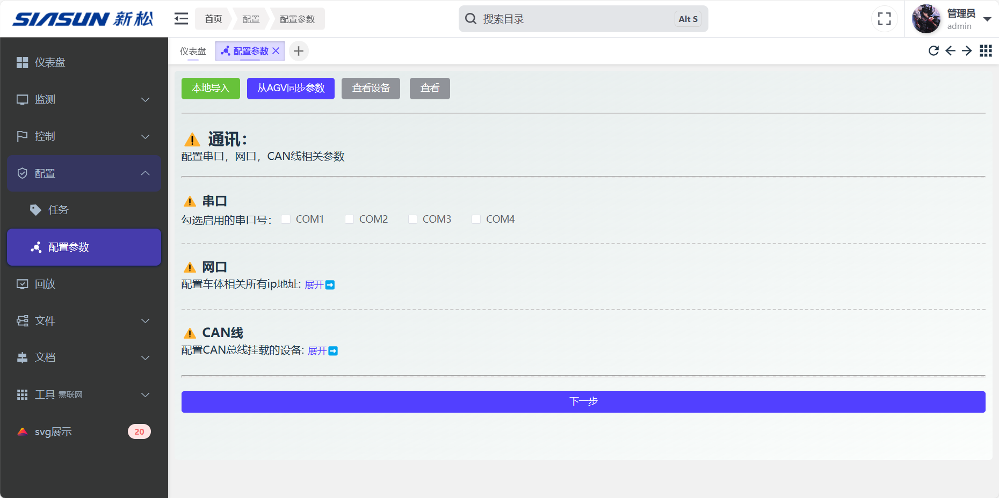 SIASUN 新松
首页
配置
配置参数
搜索目录
Alt S
管理员
admin
仪表盘
配置参数
仪表盘
监测
控制
配置
任务
配置参数
回放
文件
文档
工具 需联网
svg展示
20
本地导入
从AGV同步参数
查看设备
查看
通讯：
配置串口，网口，CAN线相关参数
串口
勾选启用的串口号： COM1 COM2 COM3 COM4
网口
配置车体相关所有ip地址: 展开
CAN线
配置CAN总线挂载的设备: 展开
下一步